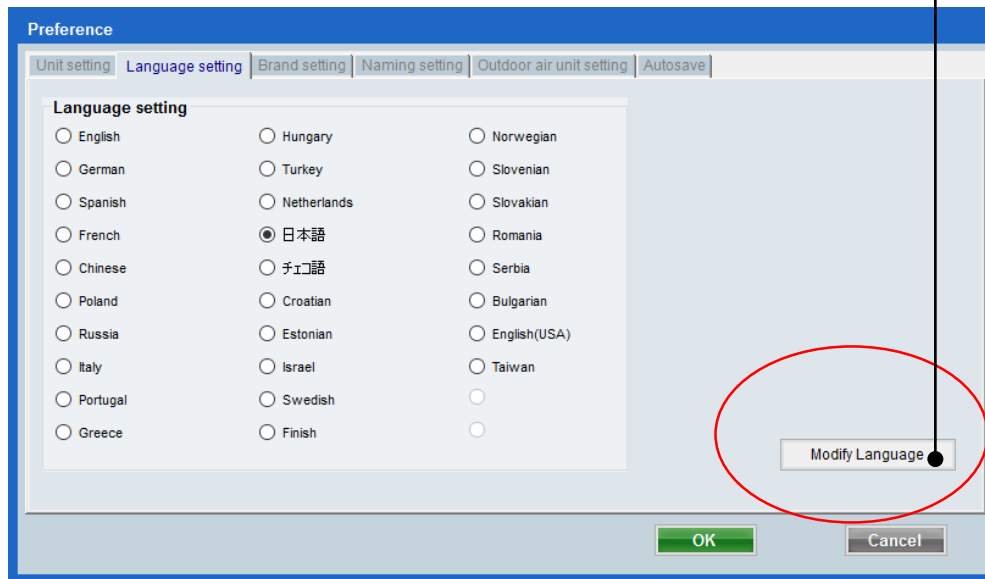 Preference
Unit setting Language setting Brand setting Naming setting Outdoor air unit setting Autosave
Language setting
English Hungary Norwegian
German Turkey Slovenian
Spanish Netherlands Slovakian
French 日本語 Romania
Chinese チェコ語 Serbia
Poland Croatian Bulgarian
Russia Estonian English(USA)
Italy Israel Taiwan
Portugal Swedish
Greece Finish
Modify Language
OK Cancel